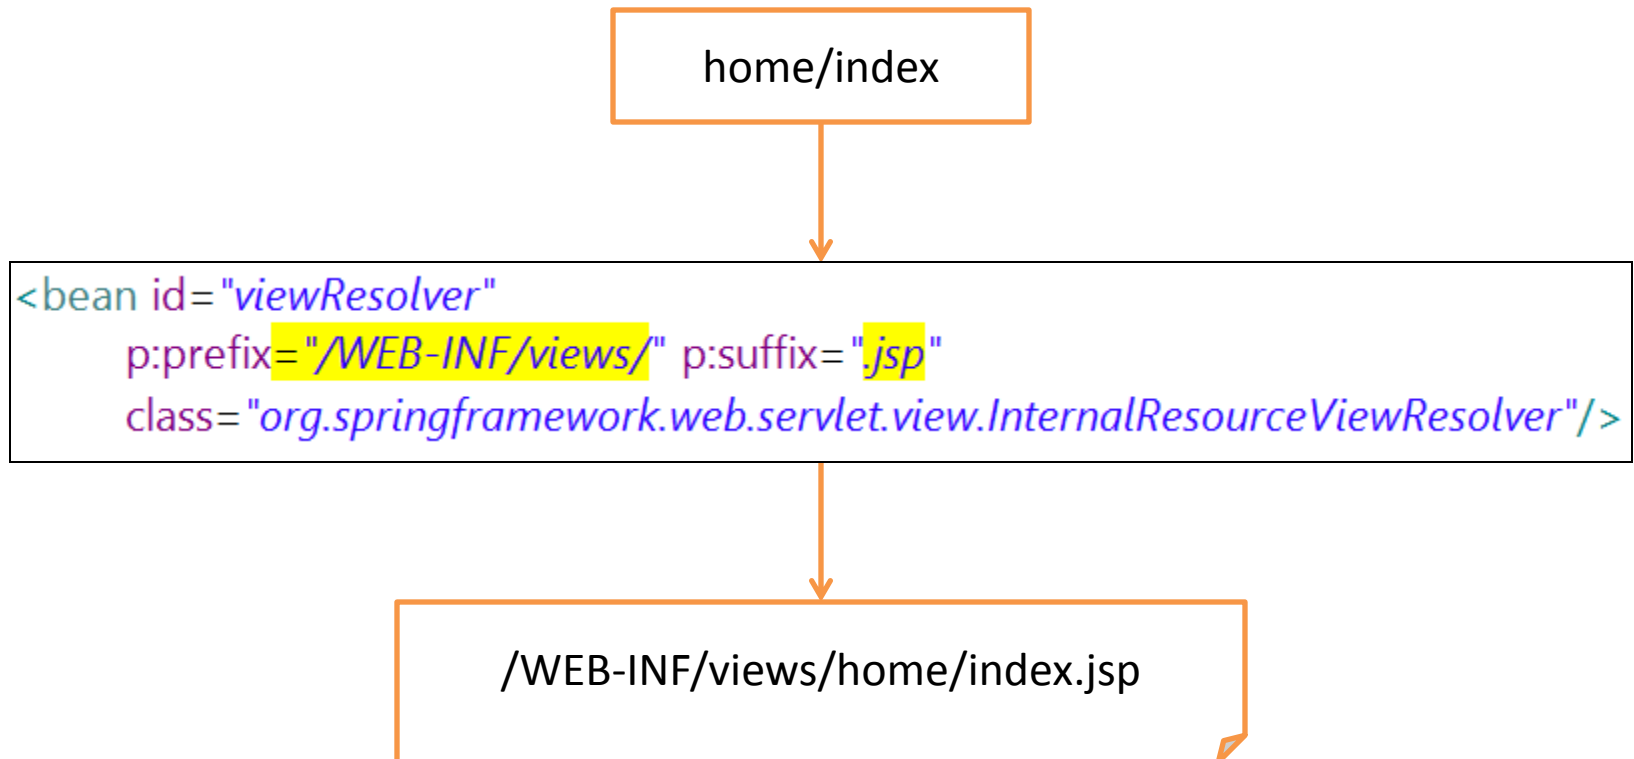 home/index
<bean id="viewResolver"
p:prefix="/WEB-INF/views/" p:suffix=".jsp"
class="org.springframework.web.servlet.view.InternalResourceViewResolver"/>
/WEB-INF/views/home/index.jsp